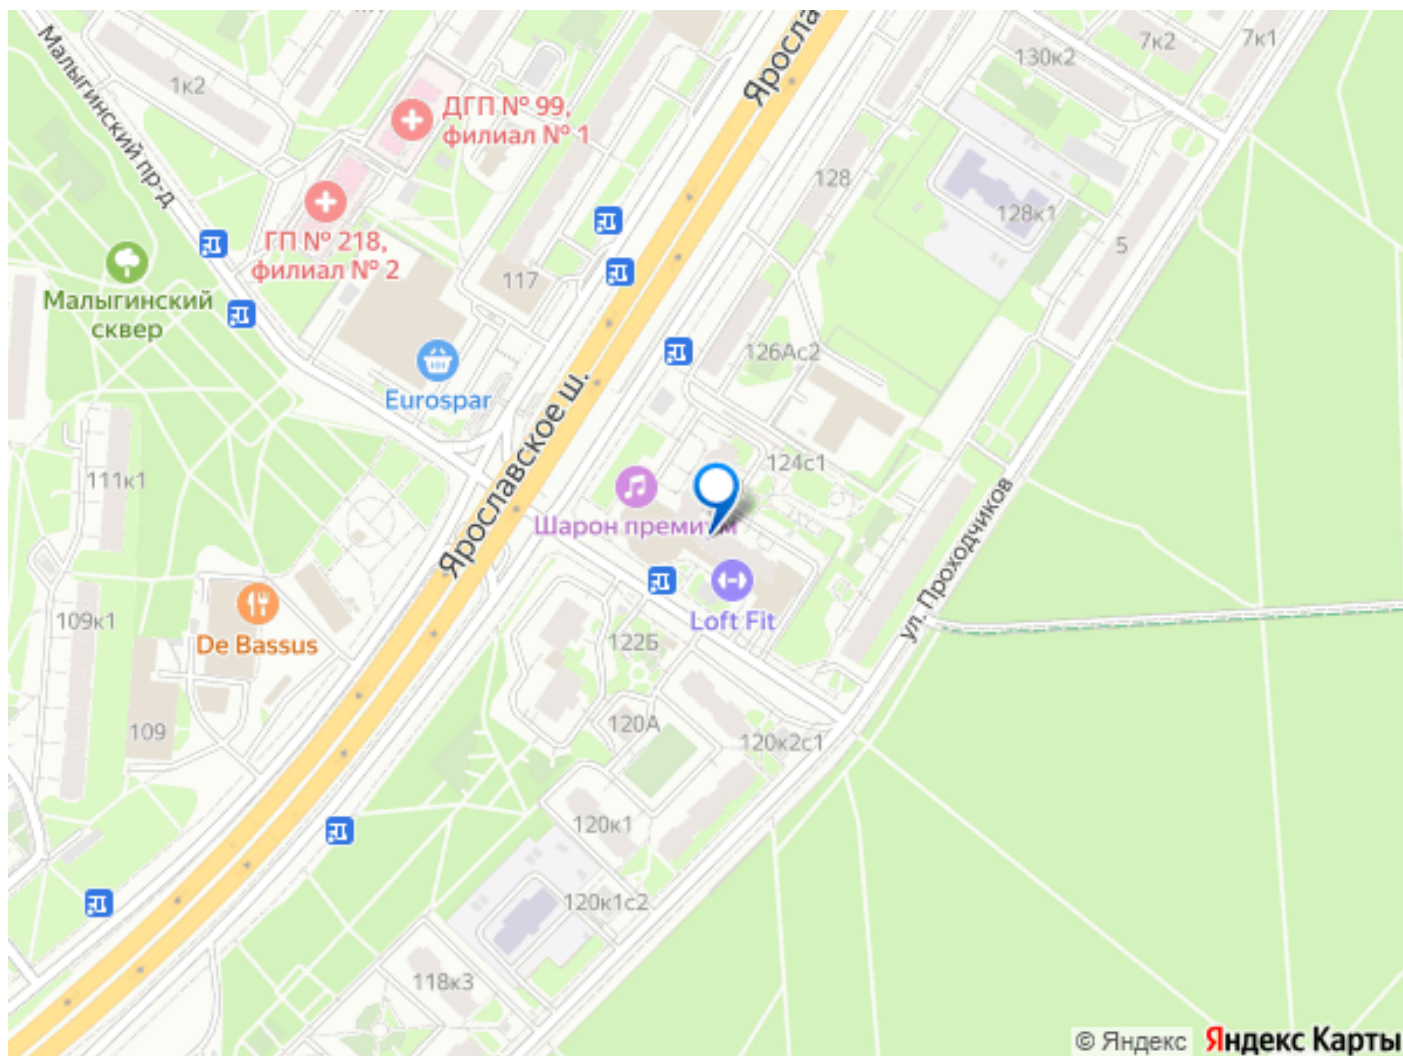 Яросла
130к2
7к2
7к1
1к2
Малыгинский пр-д
ДГП № 99,
филиал № 1
128
128к1
5
ГП № 218,
филиал № 2
117
Малыгинский
сквер
126Ас2
Eurospar
Ярославское ш.
124с1
111к1
Шарон премиум
ул. Проходчиков
109к1
De Bassus
Loft Fit
122Б
109
120А
120к2с1
120к1
120к1с2
118к3
© Яндекс Яндекс Карты